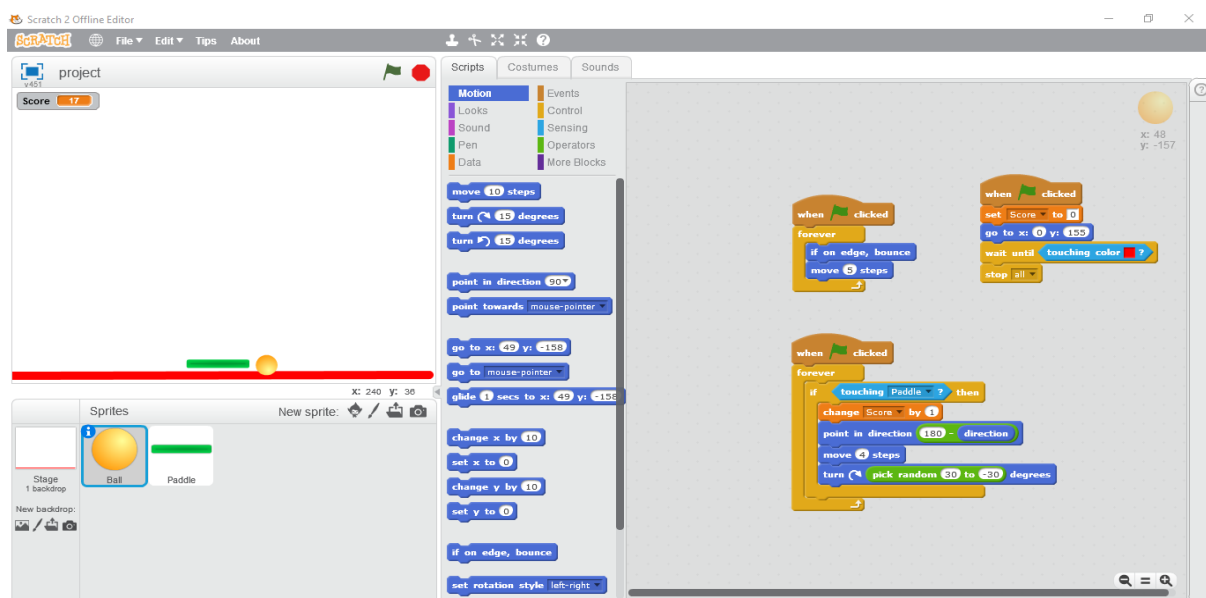 Scratch 2 Offline Editor
SCRATCH File Edit Tips About
v451 project
Score 17
x: 240 y: 36
Sprites New sprite:
Stage
1 backdrop
New backdrop:
Ball
Paddle
Scripts Costumes Sounds
Motion Events
Looks Control
Sound Sensing
Pen Operators
Data More Blocks
move 10 steps
turn 15 degrees
turn 15 degrees
point in direction 90
point towards mouse-pointer
go to x: 49 y: -158
go to mouse-pointer
glide 1 secs to x: 49 y: -158
change x by 10
set x to 0
change y by 10
set y to 0
if on edge, bounce
set rotation style left-right
x: 48
y: -157
when clicked
forever
if on edge, bounce
move 5 steps
when clicked
set Score to 0
go to x: 0 y: 155
wait until touching color ?
stop all
when clicked
forever
if touching Paddle ? then
change Score by 1
point in direction 180 - direction
move 4 steps
turn pick random 30 to -30 degrees